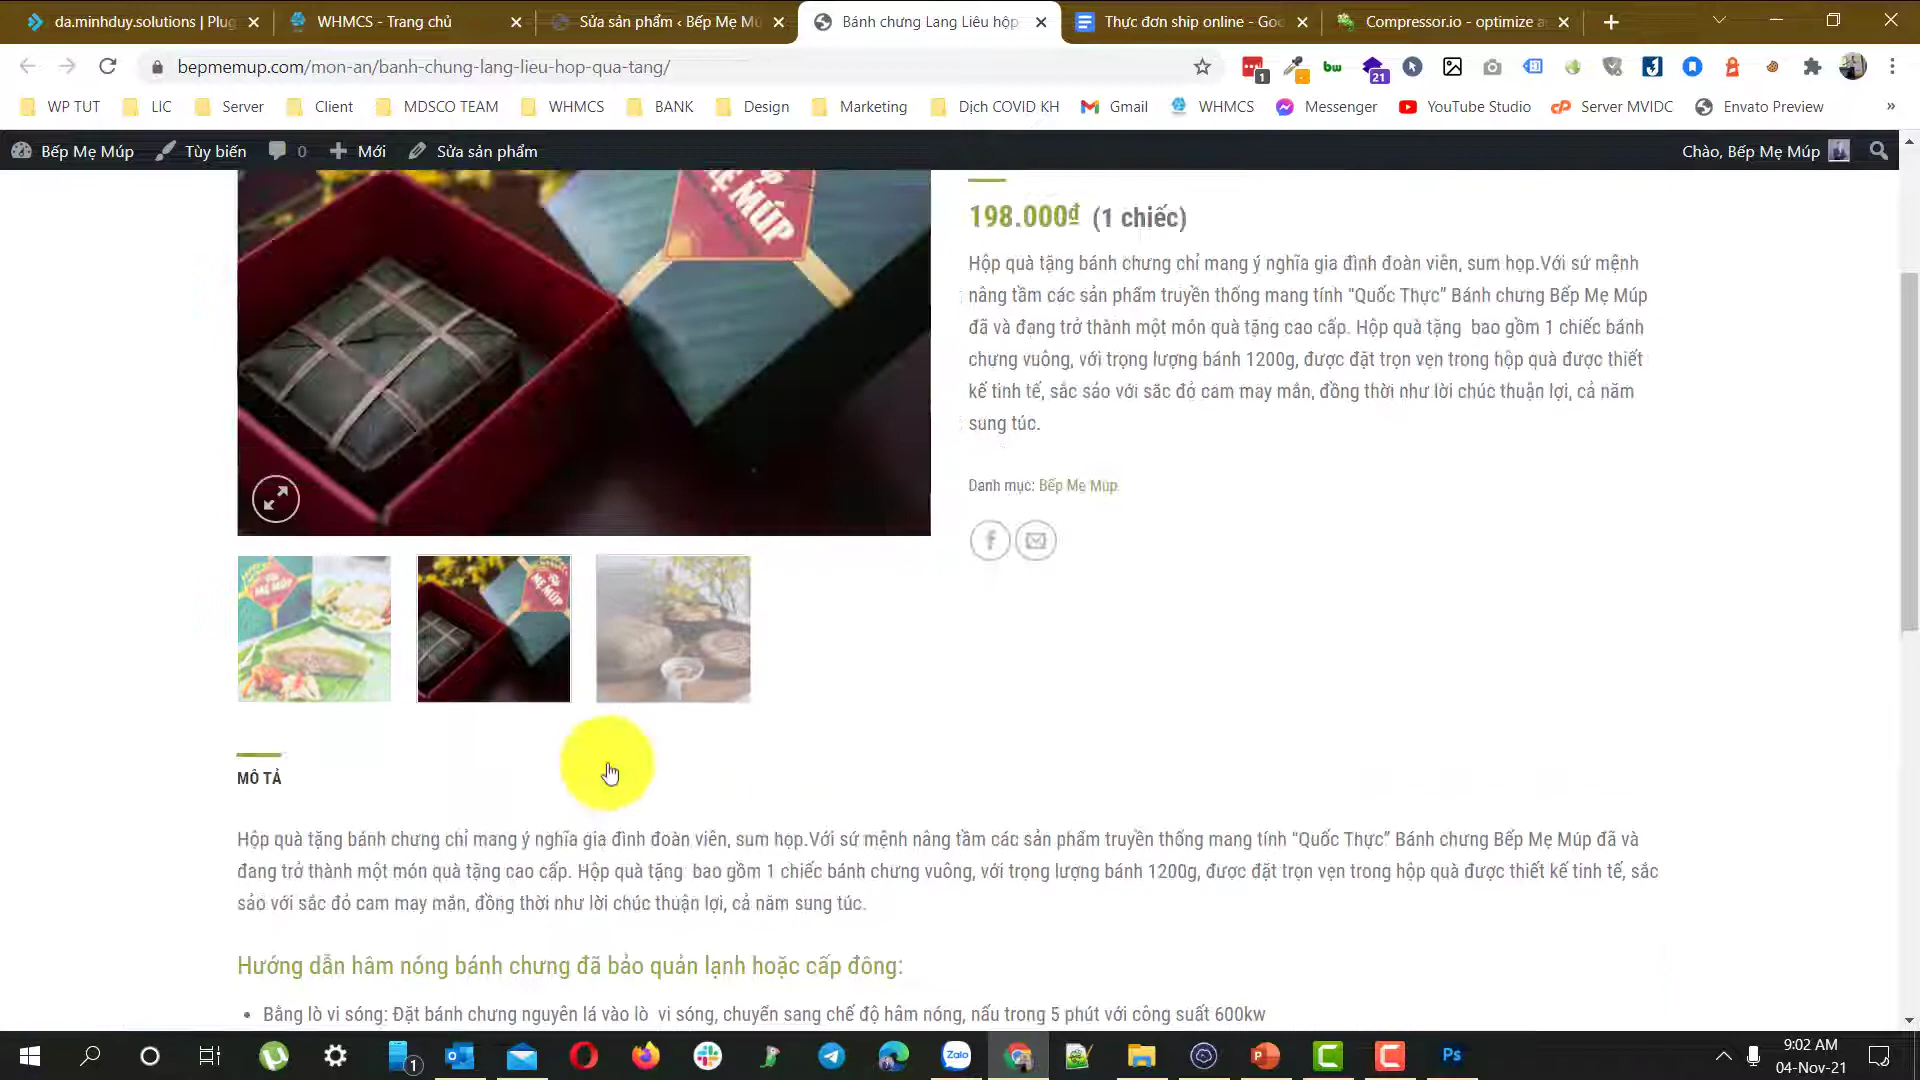 da.minhduy.solutions | Plug
WHMCS - Trang chủ
Sửa sản phẩm ‹ Bếp Mẹ Mú
Bánh chưng Lang Liêu hộp
Thực đơn ship online - Goo
Compressor.io - optimize a
bepmemup.com/mon-an/banh-chung-lang-lieu-hop-qua-tang/
1
21
WP TUT
LIC
Server
Client
MDSCO TEAM
WHMCS
BANK
Design
Marketing
Dịch COVID KH
Gmail
WHMCS
Messenger
YouTube Studio
Server MVIDC
Envato Preview
»
Bếp Mẹ Múp
Tùy biến
0
Mới
Sửa sản phẩm
Chào, Bếp Mẹ Múp
MẸ MÚP
198.000₫ (1 chiếc)
Hộp quà tặng bánh chưng chỉ mang ý nghĩa gia đình đoàn viên, sum họp.Với sứ mệnh
nâng tầm các sản phẩm truyền thống mang tính “Quốc Thực” Bánh chưng Bếp Mẹ Múp
đã và đang trở thành một món quà tặng cao cấp. Hộp quà tặng bao gồm 1 chiếc bánh
chưng vuông, với trọng lượng bánh 1200g, được đặt trọn vẹn trong hộp quà được thiết
kế tinh tế, sắc sảo với sắc đỏ cam may mắn, đồng thời như lời chúc thuận lợi, cả năm
sung túc.
Danh mục: Bếp Mẹ Múp
MẸ MÚP
MẸ MÚP
MÔ TẢ
Hộp quà tặng bánh chưng chỉ mang ý nghĩa gia đình đoàn viên, sum họp.Với sứ mệnh nâng tầm các sản phẩm truyền thống mang tính “Quốc Thực” Bánh chưng Bếp Mẹ Múp đã và
đang trở thành một món quà tặng cao cấp. Hộp quà tặng bao gồm 1 chiếc bánh chưng vuông, với trọng lượng bánh 1200g, được đặt trọn vẹn trong hộp quà được thiết kế tinh tế, sắc
sảo với sắc đỏ cam may mắn, đồng thời như lời chúc thuận lợi, cả năm sung túc.
Hướng dẫn hâm nóng bánh chưng đã bảo quản lạnh hoặc cấp đông:
• Bằng lò vi sóng: Đặt bánh chưng nguyên lá vào lò vi sóng, chuyển sang chế độ hâm nóng, nấu trong 5 phút với công suất 600kw
1
Zalo
Ps
9:02 AM
04-Nov-21